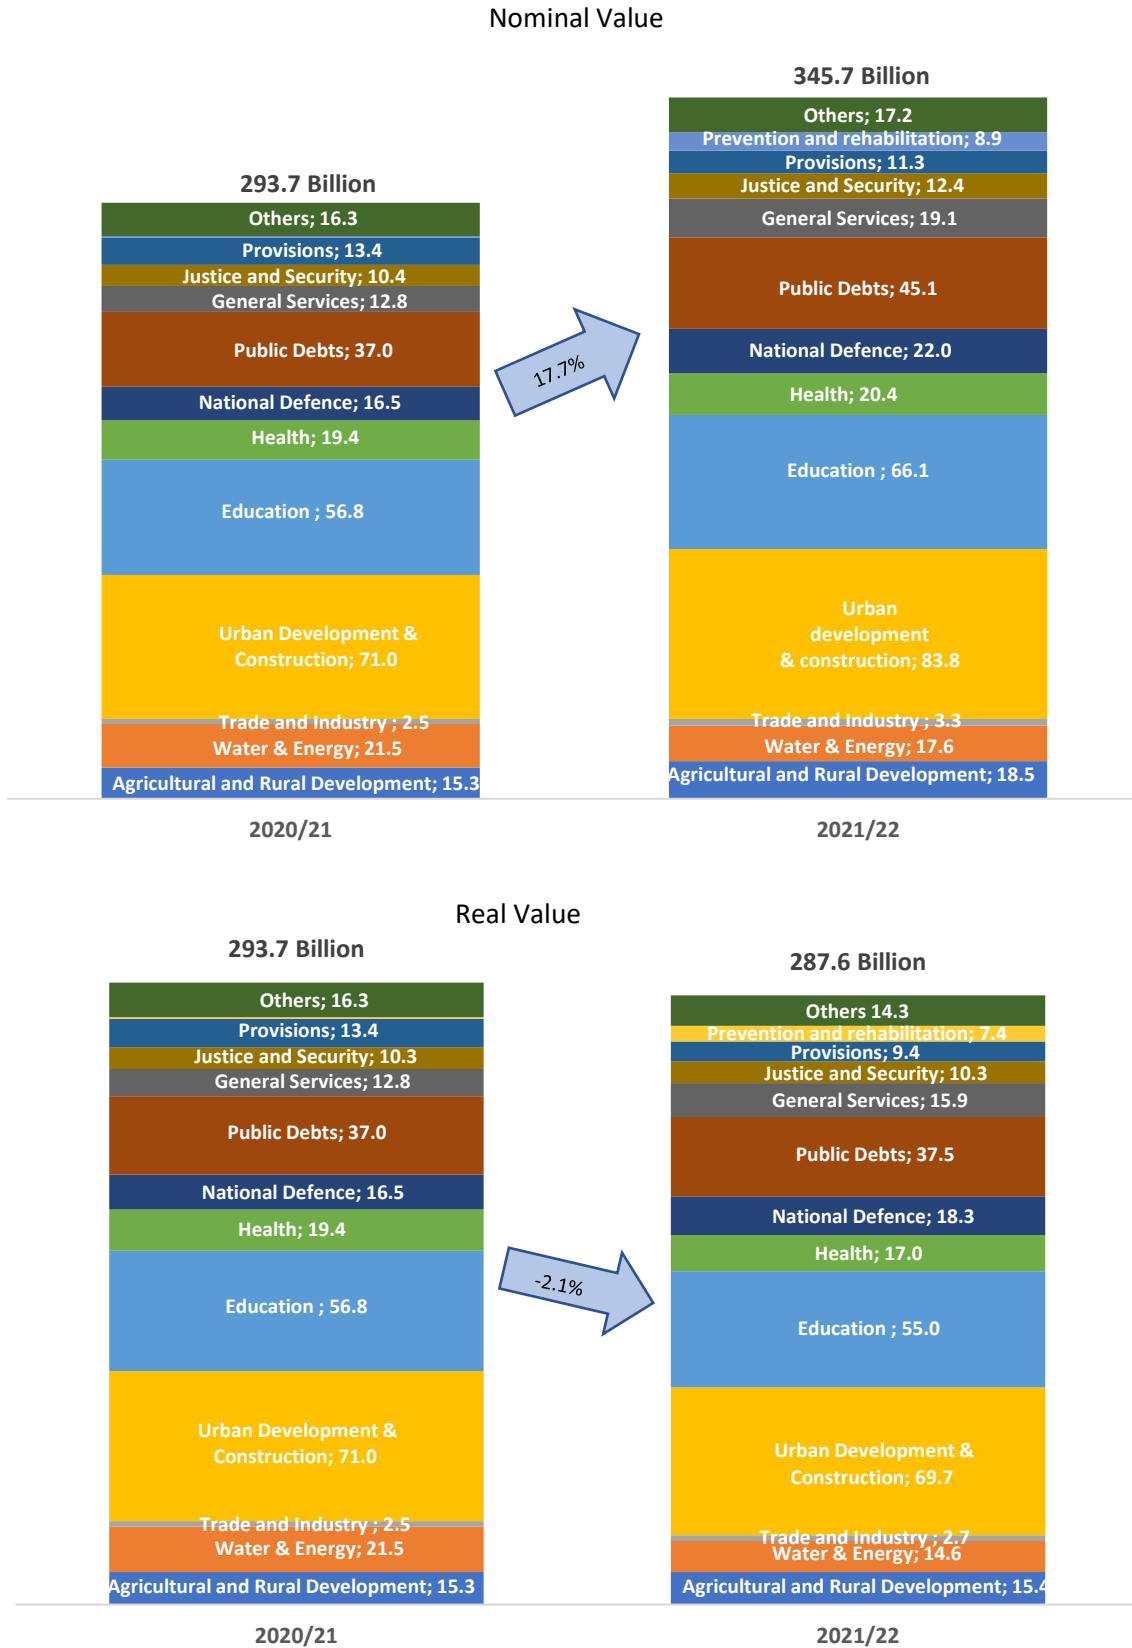 Nominal Value
293.7 Billion
Others; 16.3
Provisions; 13.4
Justice and Security; 10.4
General Services; 12.8
Public Debts; 37.0
National Defence; 16.5
Health; 19.4
Education ; 56.8
Urban Development &
Construction; 71.0
Trade and Industry ; 2.5
Water & Energy; 21.5
Agricultural and Rural Development; 15.3
2020/21
17.7%
345.7 Billion
Others; 17.2
Prevention and rehabilitation; 8.9
Provisions; 11.3
Justice and Security; 12.4
General Services; 19.1
Public Debts; 45.1
National Defence; 22.0
Health; 20.4
Education ; 66.1
Urban
development
& construction; 83.8
Trade and Industry ; 3.3
Water & Energy; 17.6
Agricultural and Rural Development; 18.5
2021/22
Real Value
293.7 Billion
Others; 16.3
Provisions; 13.4
Justice and Security; 10.3
General Services; 12.8
Public Debts; 37.0
National Defence; 16.5
Health; 19.4
Education ; 56.8
Urban Development &
Construction; 71.0
Trade and Industry ; 2.5
Water & Energy; 21.5
Agricultural and Rural Development; 15.3
2020/21
-2.1%
287.6 Billion
Others 14.3
Prevention and rehabilitation; 7.4
Provisions; 9.4
Justice and Security; 10.3
General Services; 15.9
Public Debts; 37.5
National Defence; 18.3
Health; 17.0
Education ; 55.0
Urban Development &
Construction; 69.7
Trade and Industry ; 2.7
Water & Energy; 14.6
Agricultural and Rural Development; 15.4
2021/22